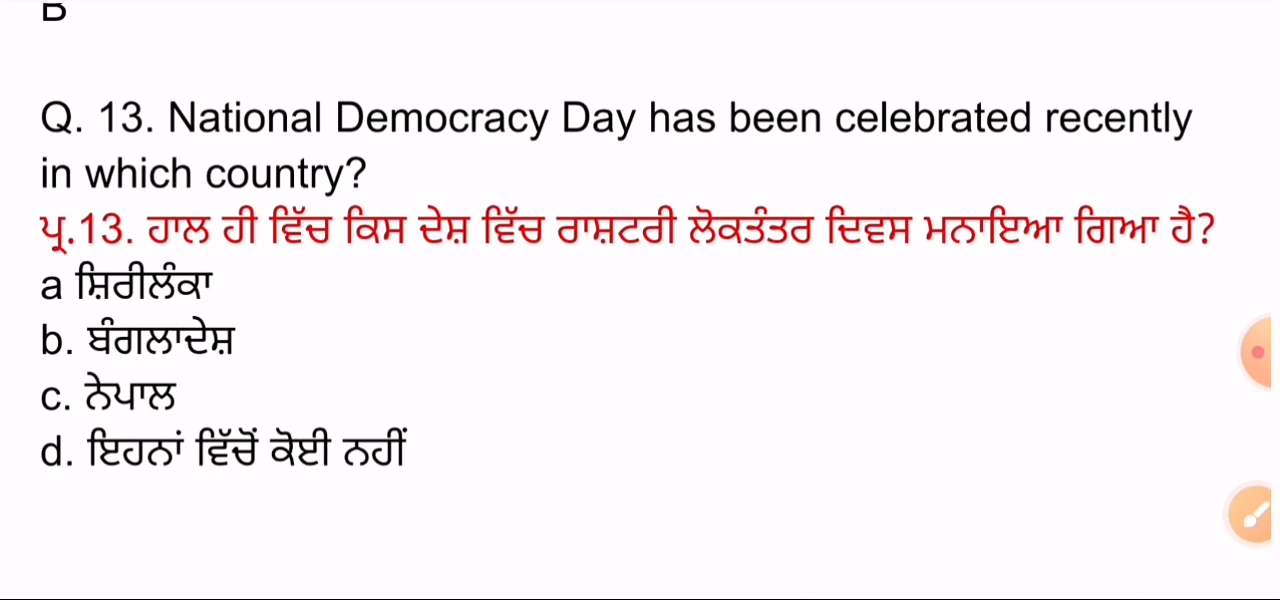 B
Q. 13. National Democracy Day has been celebrated recently
in which country?
ਪ੍ਰ.13. ਹਾਲ ਹੀ ਵਿੱਚ ਕਿਸ ਦੇਸ਼ ਵਿੱਚ ਰਾਸ਼ਟਰੀ ਲੋਕਤੰਤਰ ਦਿਵਸ ਮਨਾਇਆ ਗਿਆ ਹੈ?
a ਸ਼ਿਰੀਲੰਕਾ
b. ਬੰਗਲਾਦੇਸ਼
c. ਨੇਪਾਲ
d. ਇਹਨਾਂ ਵਿੱਚੋਂ ਕੋਈ ਨਹੀਂ